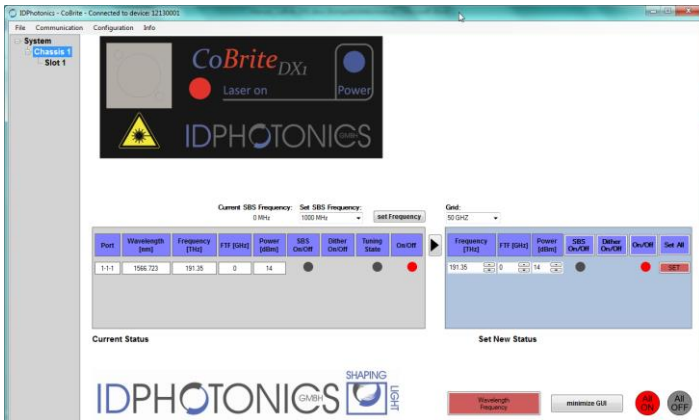 IDPhotonics - CoBrite - Connected to device: 12130001
File Communication Configuration Info
System
Chassis 1
Slot 1
CoBrite DX1
Laser on
Power
IDPHOTONICS GMBH
Current SBS Frequency: Set SBS Frequency: Grid:
0 MHz 1000 MHz set Frequency 50 GHZ
Port Wavelength [nm] Frequency [THz] FTF [GHz] Power [dBm] SBS On/Off Dither On/Off Tuning State On/Off
1-1-1 1566.723 191.35 0 14
Frequency [THz] FTF [GHz] Power [dBm] SBS On/Off Dither On/Off On/Off Set All
191.35 0 14 SET
Current Status Set New Status
IDPHOTONICS GMBH SHAPING LIGHT
Wavelength Frequency
minimize GUI
All ON
All OFF